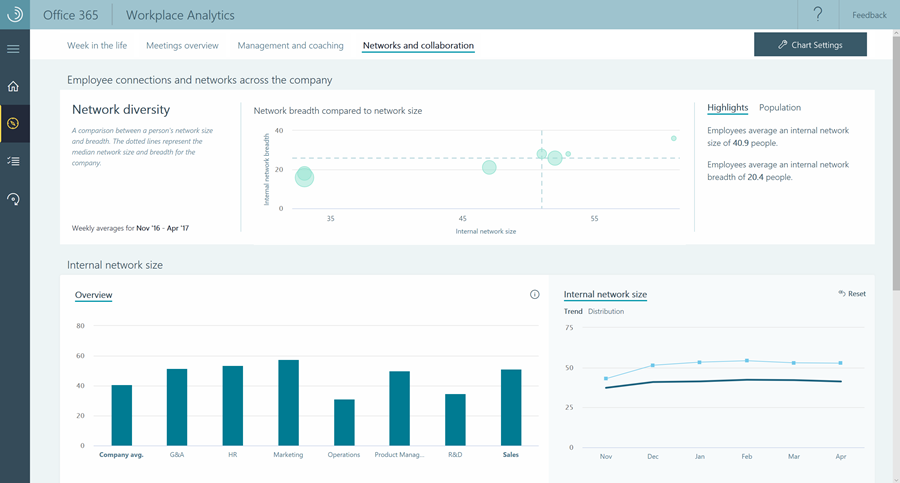 Office 365
Workplace Analytics
?
Feedback
Week in the life
Meetings overview
Management and coaching
Networks and collaboration
Chart Settings
Employee connections and networks across the company
Network diversity
A comparison between a person's network size
and breadth. The dotted lines represent the
median network size and breadth for the
company.
Weekly averages for Nov '16 - Apr '17
Network breadth compared to network size
Internal network breadth
40
20
0
35
45
55
Internal network size
Highlights
Population
Employees average an internal network
size of 40.9 people.
Employees average an internal network
breadth of 20.4 people.
Internal network size
Overview
80
60
40
20
0
Company avg.
G&A
HR
Marketing
Operations
Product Manag...
R&D
Sales
Internal network size
Reset
Trend
Distribution
75
50
25
0
Nov
Dec
Jan
Feb
Mar
Apr